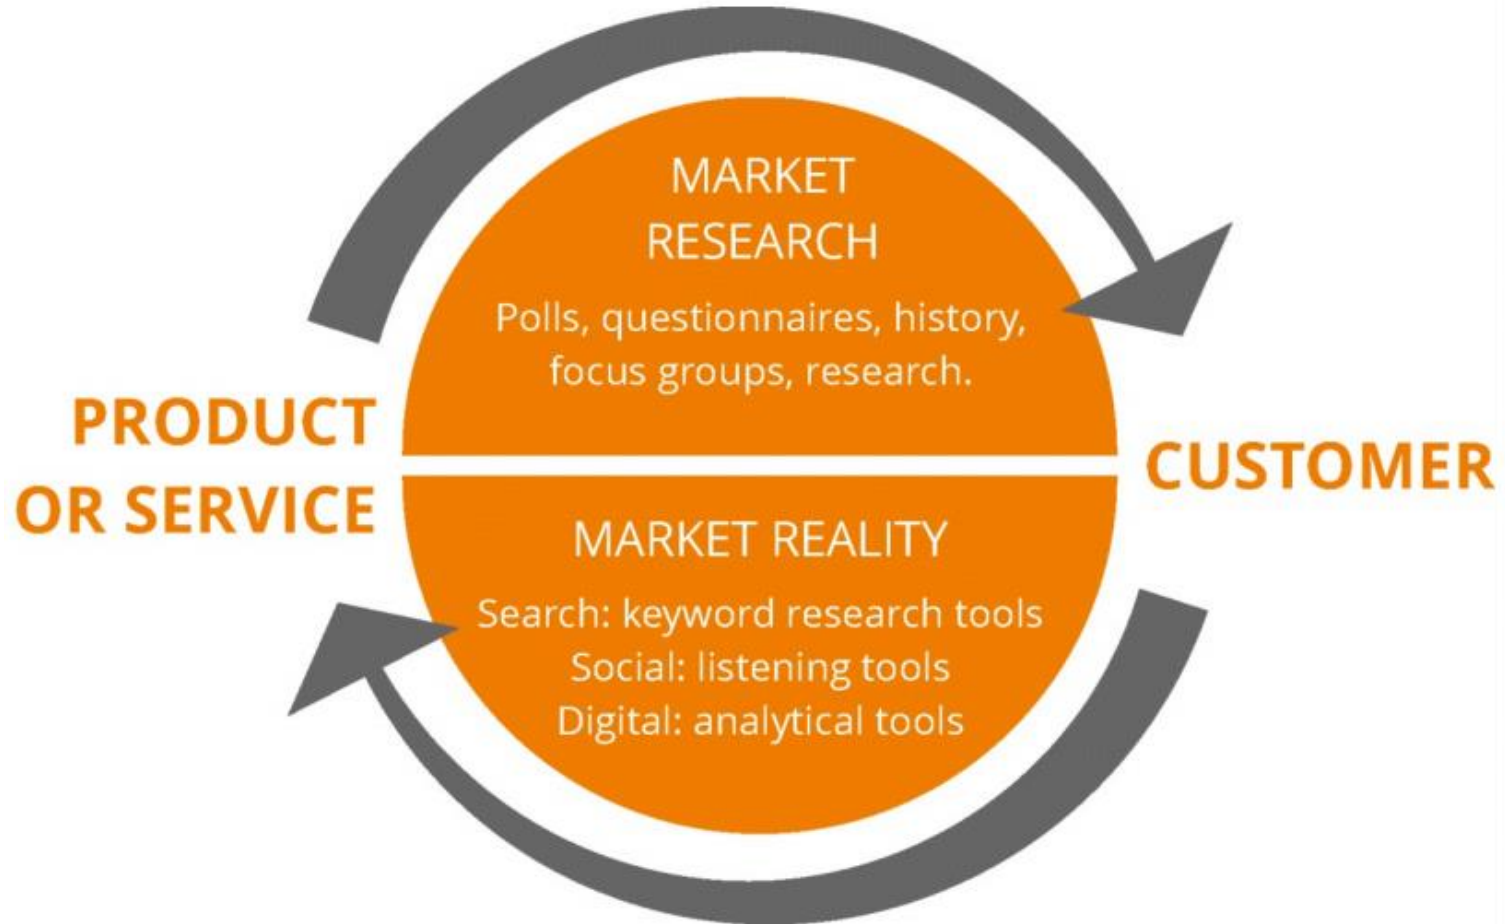 MARKET
RESEARCH
Polls, questionnaires, history,
focus groups, research.
PRODUCT
OR SERVICE
CUSTOMER
MARKET REALITY
Search: keyword research tools
Social: listening tools
Digital: analytical tools